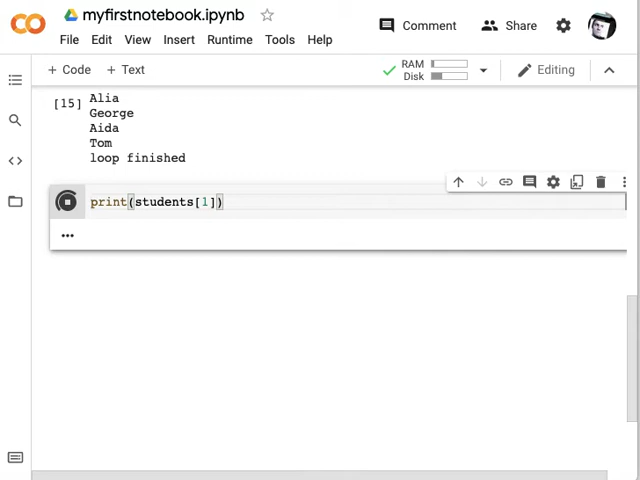 myfirstnotebook.ipynb
Comment
Share
File Edit View Insert Runtime Tools Help
+ Code + Text
RAM
Disk
Editing
[15] Alia
George
Aida
Tom
loop finished
print(students[1])
...